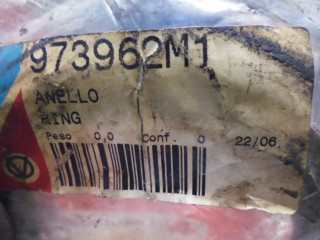 973962M1
ANELLO
RING
Peso 0,0 Conf. 0 22/06,